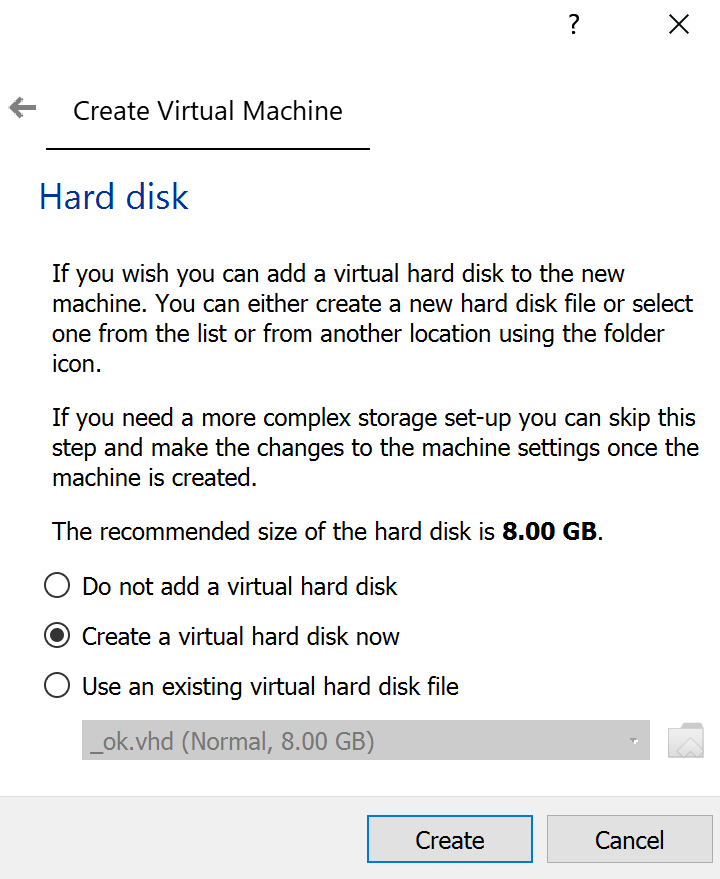 ?
Create Virtual Machine
Hard disk
If you wish you can add a virtual hard disk to the new
machine. You can either create a new hard disk file or select
one from the list or from another location using the folder
icon.
If you need a more complex storage set-up you can skip this
step and make the changes to the machine settings once the
machine is created.
The recommended size of the hard disk is 8.00 GB.
Do not add a virtual hard disk
Create a virtual hard disk now
Use an existing virtual hard disk file
_ok.vhd (Normal, 8.00 GB)
Create
Cancel